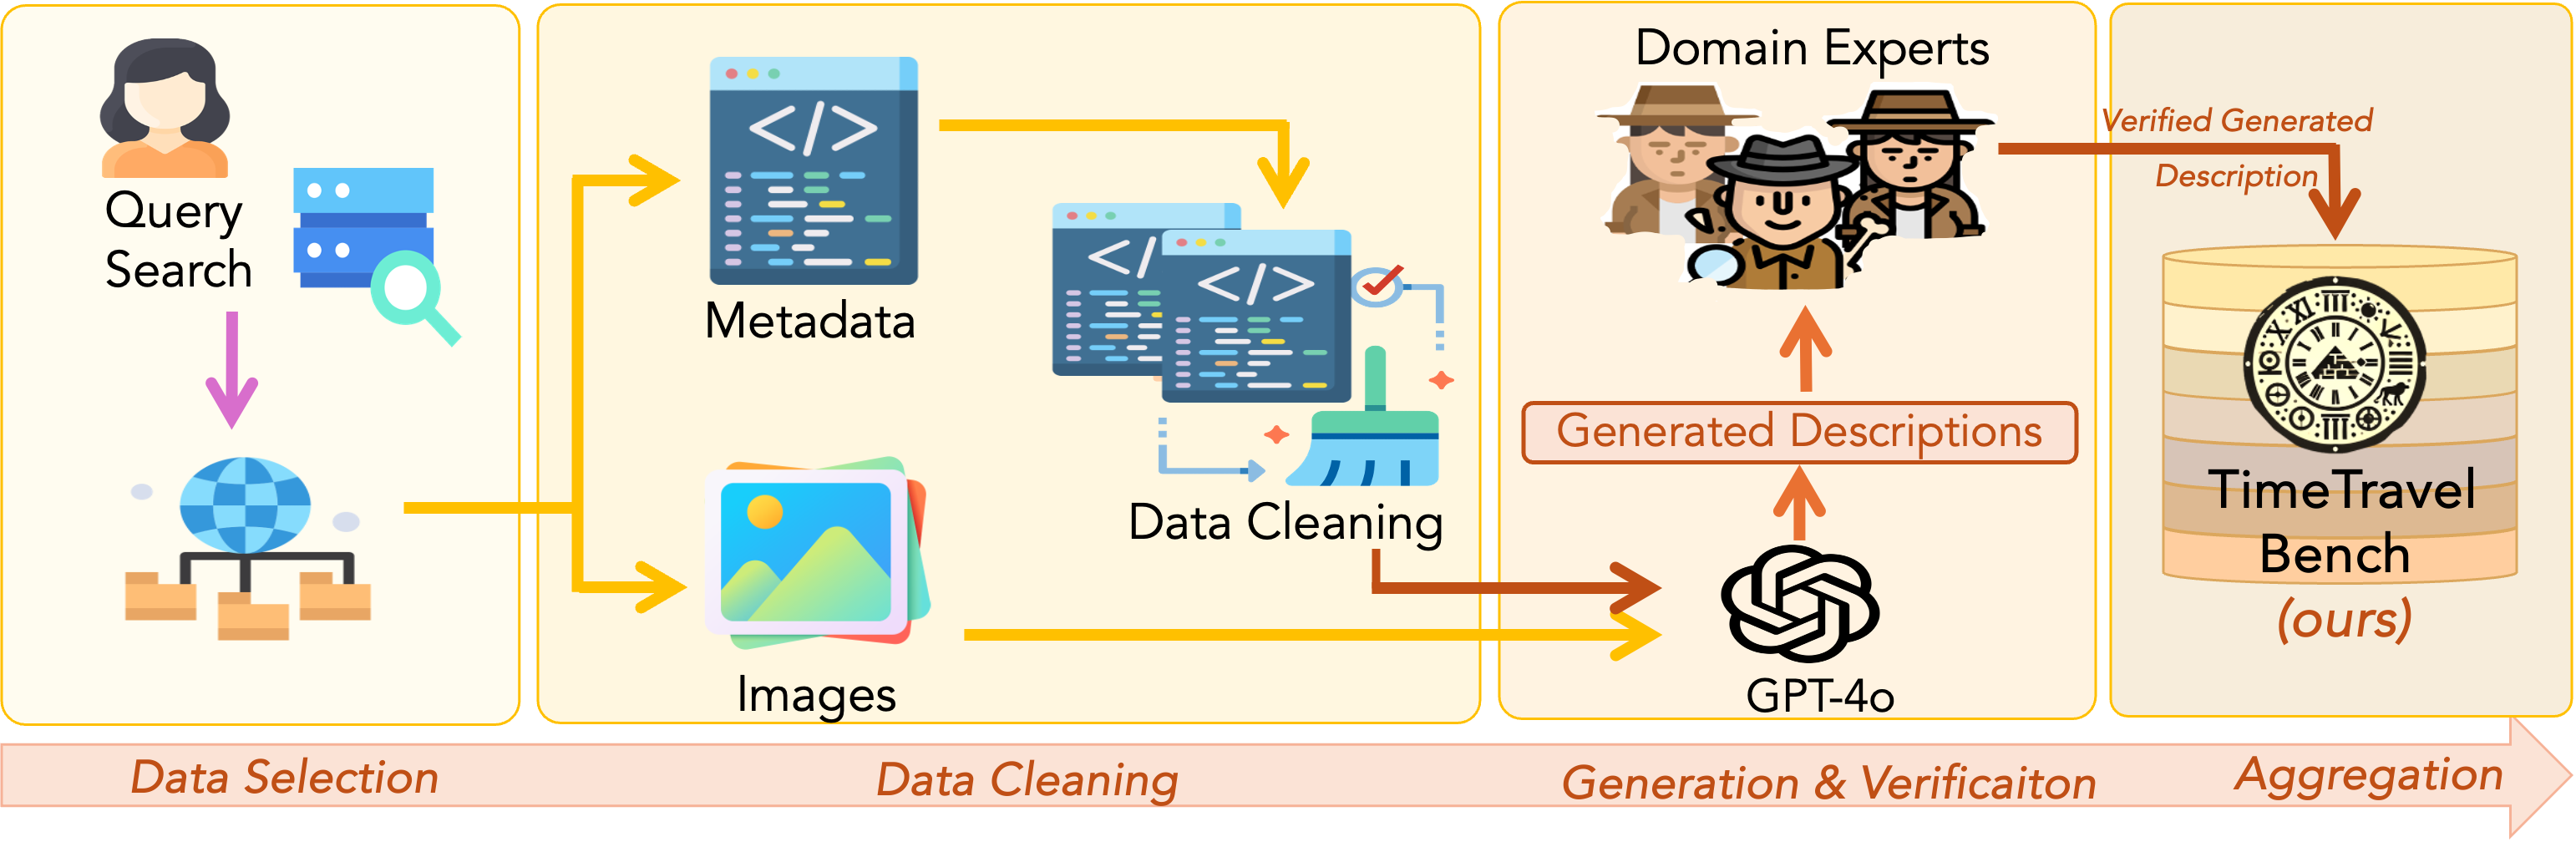 Query
Search
Metadata
Images
Data Cleaning
Domain Experts
Generated Descriptions
GPT-4o
Verified Generated
Description
TimeTravel
Bench
(ours)
Data Selection
Data Cleaning
Generation & Verificaiton
Aggregation